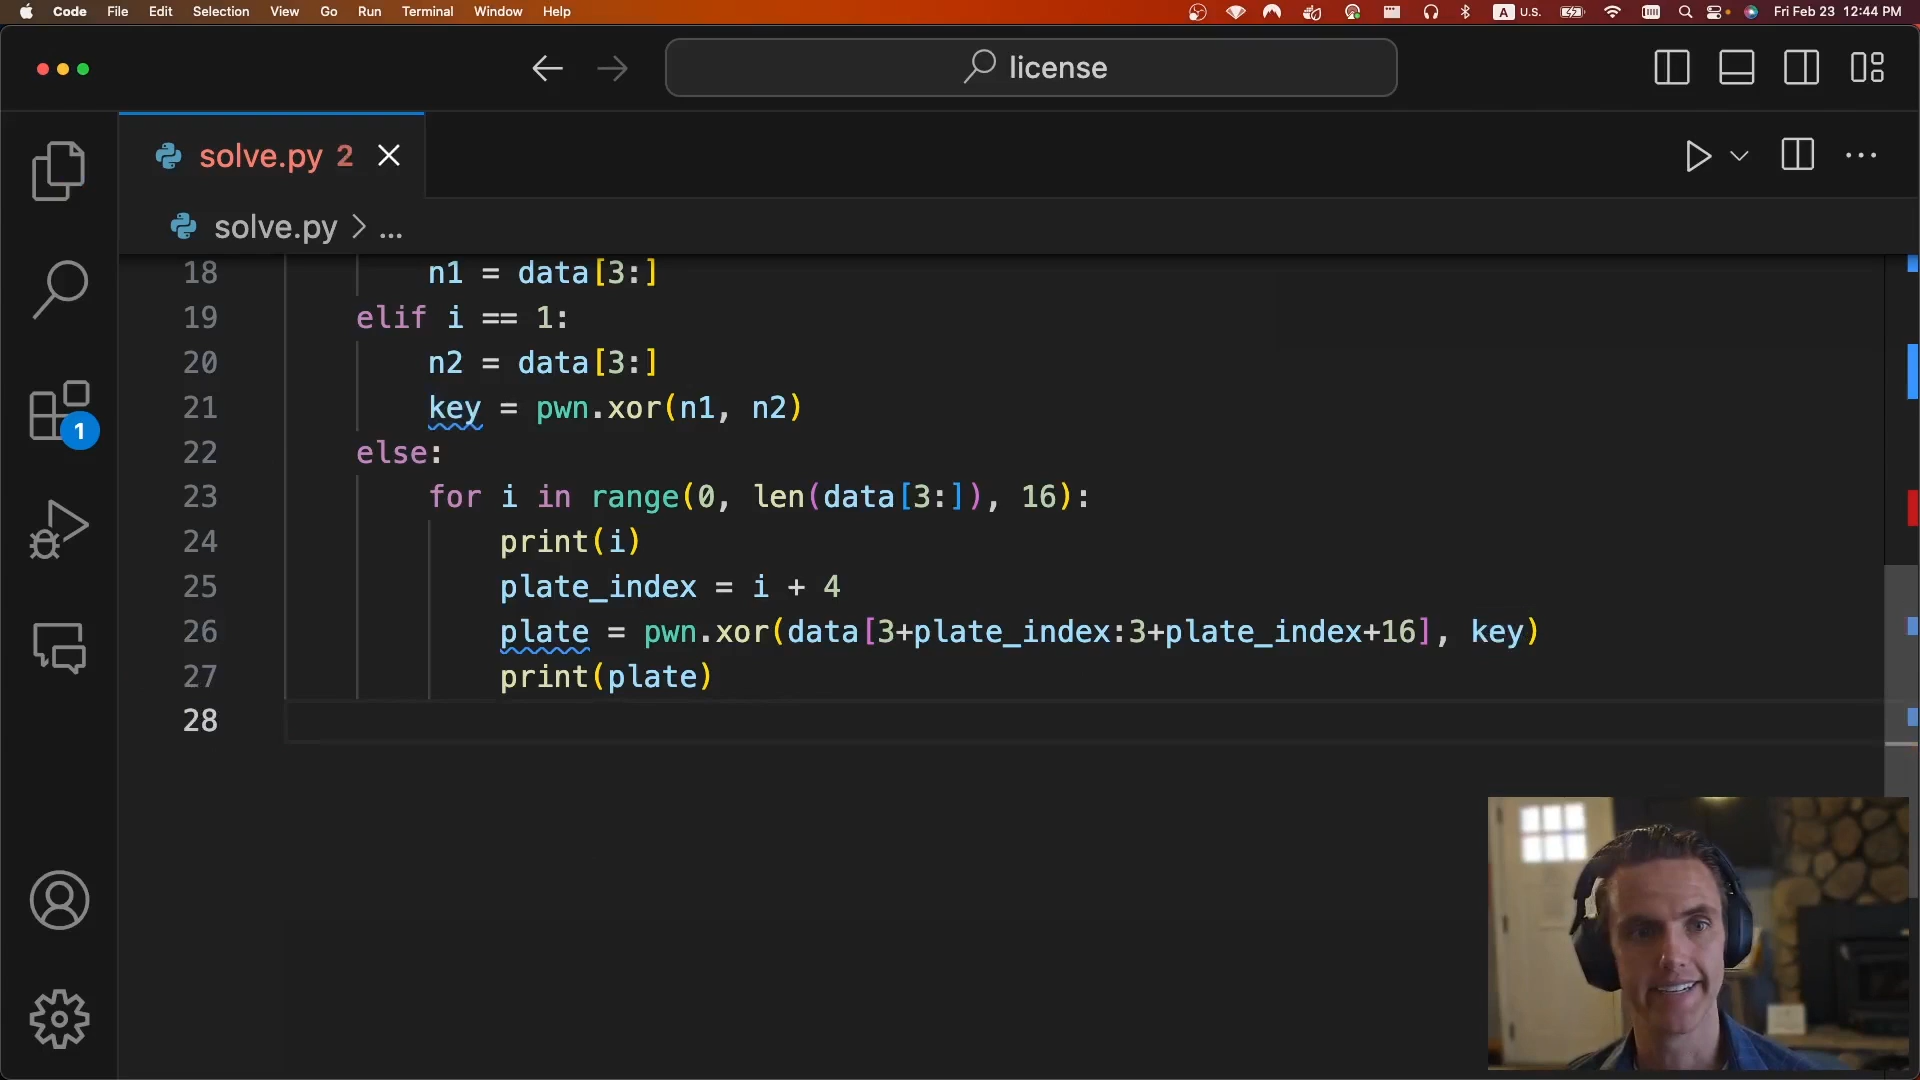 Code File Edit Selection View Go Run Terminal Window Help A U.S. Fri Feb 23 12:44 PM
license
solve.py 2
solve.py > ...
18 n1 = data[3:]
19 elif i == 1:
20 n2 = data[3:]
21 key = pwn.xor(n1, n2)
1
22 else:
23 for i in range(0, len(data[3:]), 16):
24 print(i)
25 plate_index = i + 4
26 plate = pwn.xor(data[3+plate_index:3+plate_index+16], key)
27 print(plate)
28